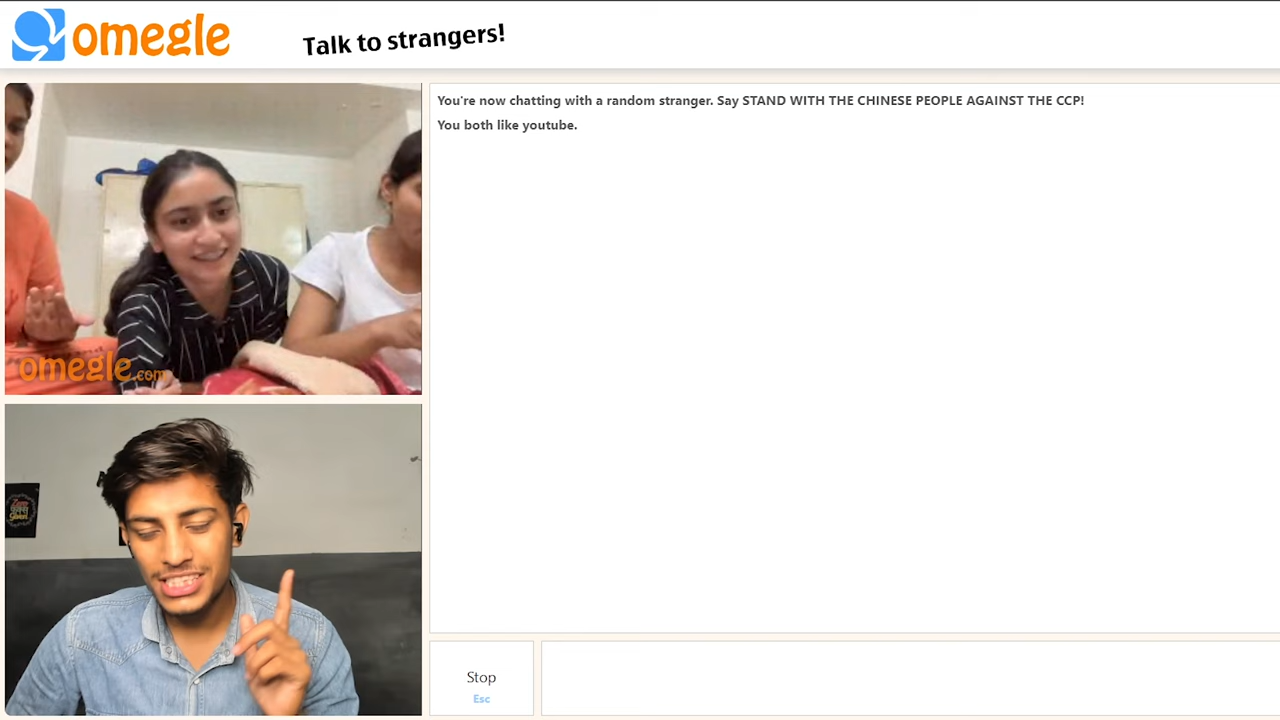 omegle
Talk to strangers!
You're now chatting with a random stranger. Say STAND WITH THE CHINESE PEOPLE AGAINST THE CCP!
You both like youtube.
omegle.com
Stop
Esc